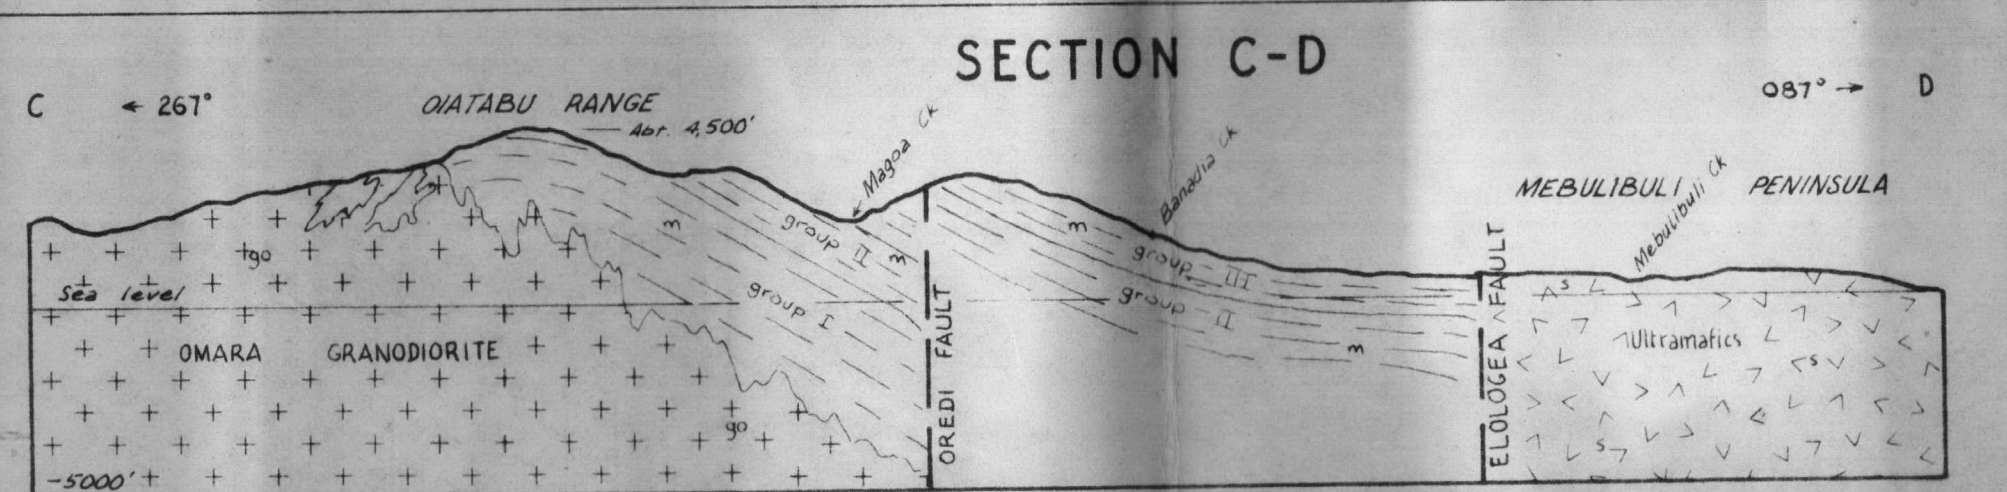 SECTION C-D
C ← 267° OIATABU RANGE 087° → D
Abt. 4,500'
Magoa Ck
Banadia Ck
MEBULIBULI PENINSULA
Mebulibuli Ck
m
group II
m
m
group III
go
Sea level
group I
group II
s
OMARA GRANODIORITE
OREDI FAULT
m
ELOLOGEA FAULT
Ultramafics
s
go
s
-5000'